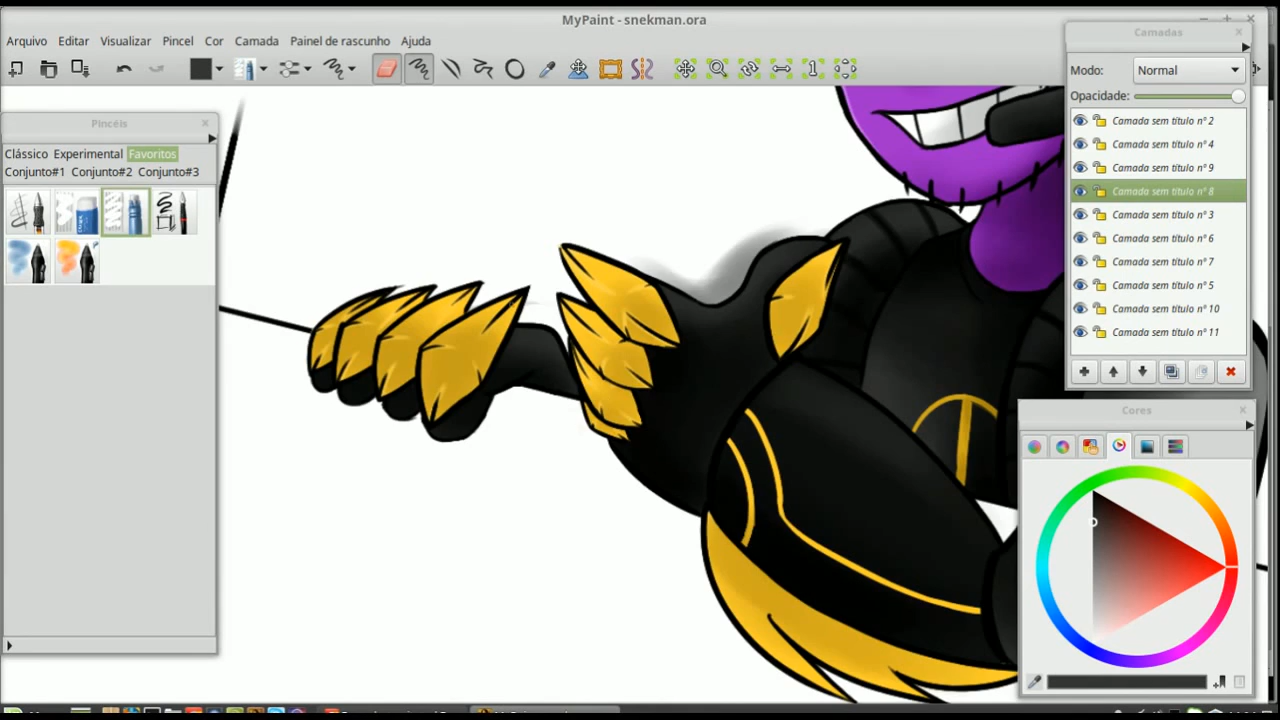 MyPaint - snekman.ora
Arquivo Editar Visualizar Pincel Cor Camada Painel de rascunho Ajuda
Pincéis
Clássico Experimental Favoritos
Conjunto#1 Conjunto#2 Conjunto#3
Camadas
Modo: Normal
Opacidade:
Camada sem título nº 2
Camada sem título nº 4
Camada sem título nº 9
Camada sem título nº 8
Camada sem título nº 3
Camada sem título nº 6
Camada sem título nº 7
Camada sem título nº 5
Camada sem título nº 10
Camada sem título nº 11
Cores